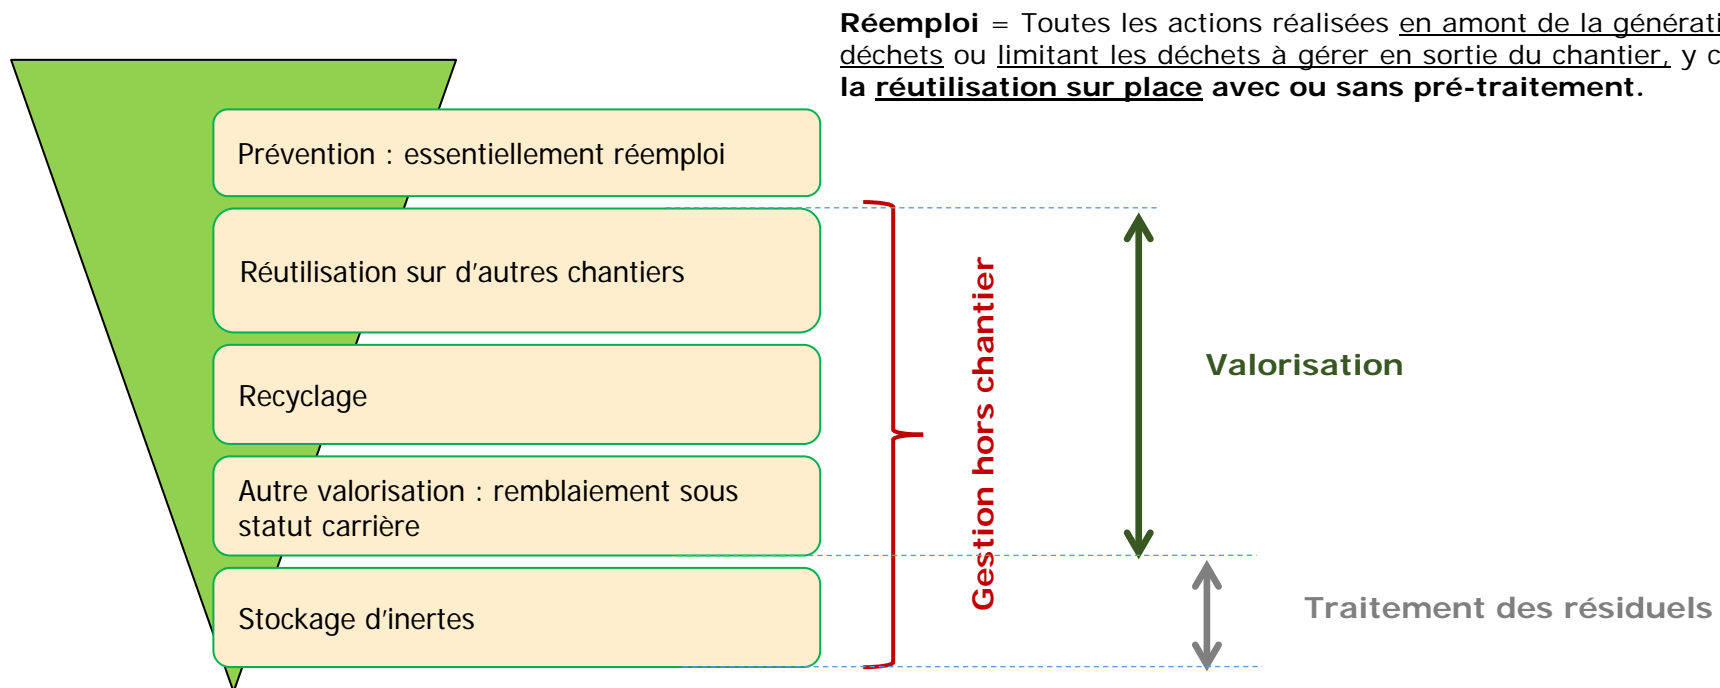 Réemploi = Toutes les actions réalisées en amont de la générati
déchets ou limitant les déchets à gérer en sortie du chantier, y c
la réutilisation sur place avec ou sans pré-traitement.
Prévention : essentiellement réemploi
Réutilisation sur d'autres chantiers
Recyclage
Autre valorisation : remblaiement sous
statut carrière
Stockage d'inertes
Gestion hors chantier
Valorisation
Traitement des résiduels